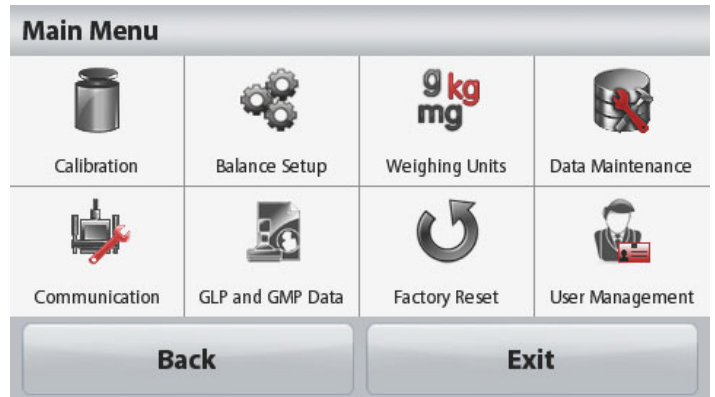 Main Menu
g kg
mg
Calibration
Balance Setup
Weighing Units
Data Maintenance
Communication
GLP and GMP Data
Factory Reset
User Management
Back
Exit